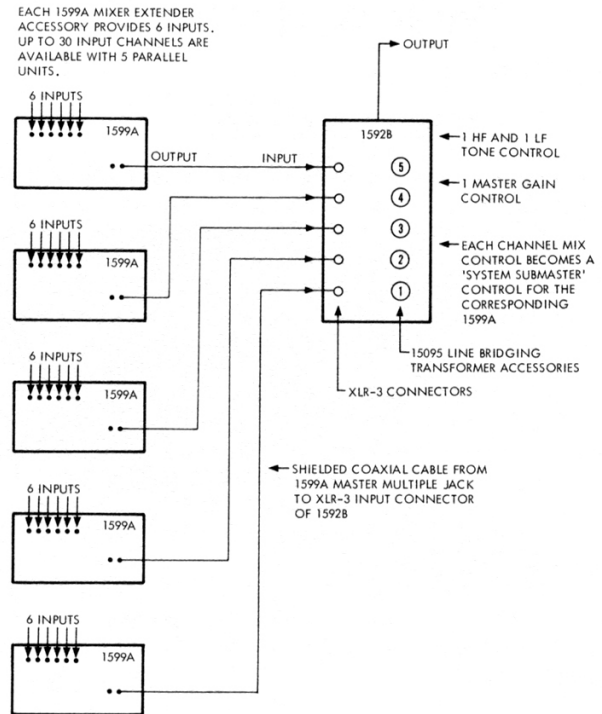 EACH 1599A MIXER EXTENDER
ACCESSORY PROVIDES 6 INPUTS.
UP TO 30 INPUT CHANNELS ARE
AVAILABLE WITH 5 PARALLEL
UNITS.
OUTPUT
6 INPUTS
1599A
OUTPUT
INPUT
1592B
5
4
3
2
1
1 HF AND 1 LF
TONE CONTROL
1 MASTER GAIN
CONTROL
EACH CHANNEL MIX
CONTROL BECOMES A
'SYSTEM SUBMASTER'
CONTROL FOR THE
CORRESPONDING
1599A
15095 LINE BRIDGING
TRANSFORMER ACCESSORIES
XLR-3 CONNECTORS
6 INPUTS
1599A
6 INPUTS
1599A
SHIELDED COAXIAL CABLE FROM
1599A MASTER MULTIPLE JACK
TO XLR-3 INPUT CONNECTOR
OF 1592B
6 INPUTS
1599A
6 INPUTS
1599A